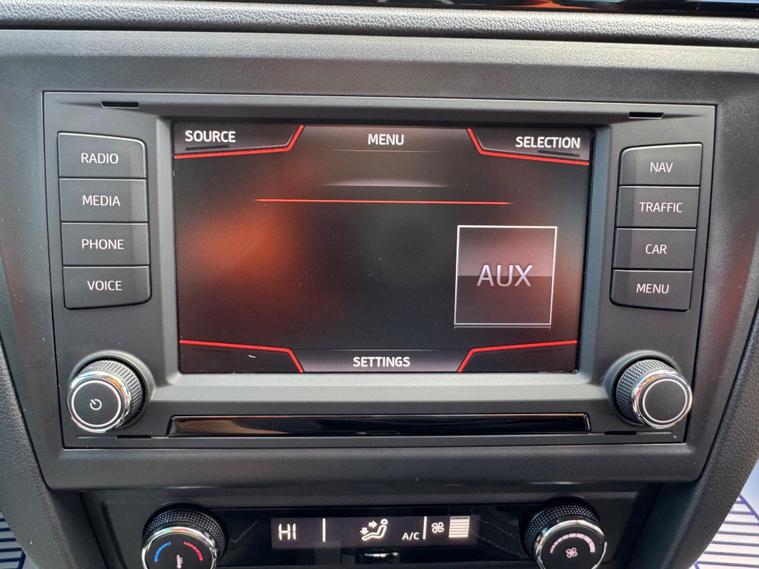 SOURCE
MENU
SELECTION
RADIO
MEDIA
PHONE
VOICE
AUX
SETTINGS
NAV
TRAFFIC
CAR
MENU
HI
A/C